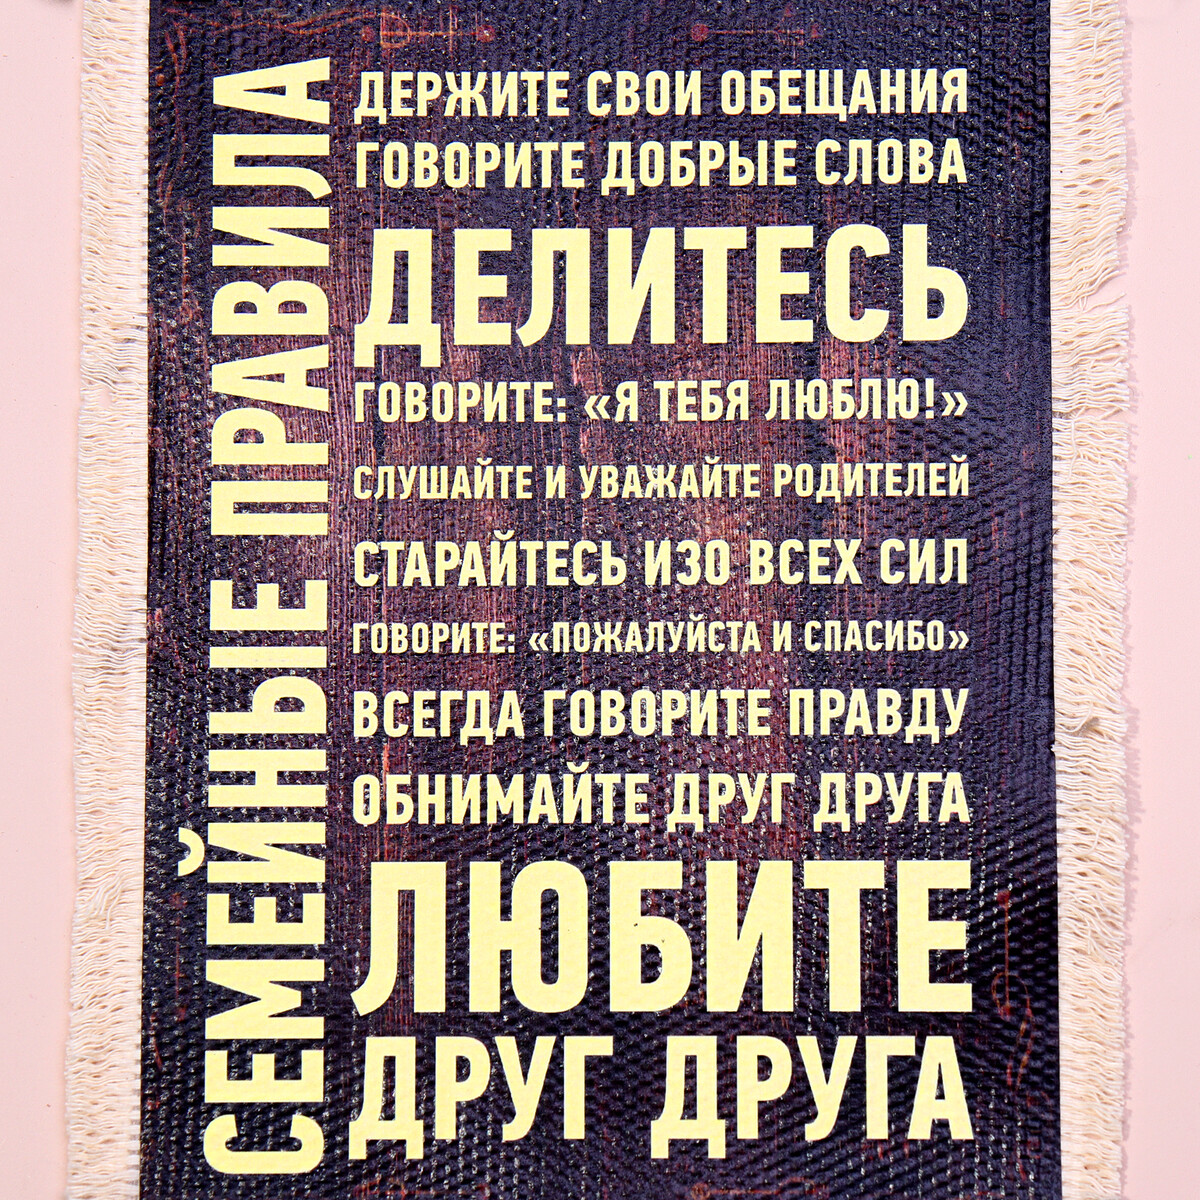 СЕМЕЙНЫЕ ПРАВИЛА
ДЕРЖИТЕ СВОИ ОБЕЩАНИЯ
ГОВОРИТЕ ДОБРЫЕ СЛОВА
ДЕЛИТЕСЬ
ГОВОРИТЕ: «Я ТЕБЯ ЛЮБЛЮ!»
СЛУШАЙТЕ И УВАЖАЙТЕ РОДИТЕЛЕЙ
СТАРАЙТЕСЬ ИЗО ВСЕХ СИЛ
ГОВОРИТЕ: «ПОЖАЛУЙСТА И СПАСИБО»
ВСЕГДА ГОВОРИТЕ ПРАВДУ
ОБНИМАЙТЕ ДРУГ ДРУГА
ЛЮБИТЕ
ДРУГ ДРУГА